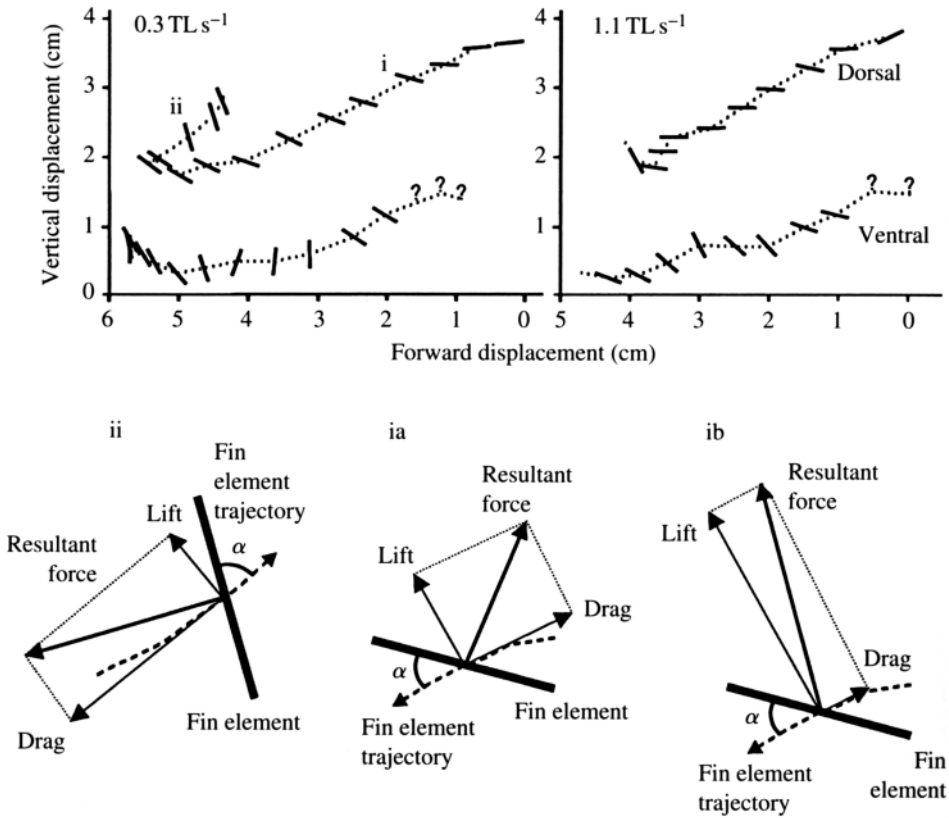 0.3 TL s−1
1.1 TL s−1
Vertical displacement (cm)
4
3
2
1
0
i
ii
? ? ?
6 5 4 3 2 1 0
4
3
2
1
Dorsal
? ?
Ventral
5 4 3 2 1 0
Forward displacement (cm)
ii
Fin
element
trajectory
Lift
α
Resultant
force
Drag
Fin element
ia
Resultant
force
Lift
Drag
α
Fin element
trajectory
Fin element
ib
Resultant
force
Lift
Drag
α
Fin element
trajectory
Fin
element